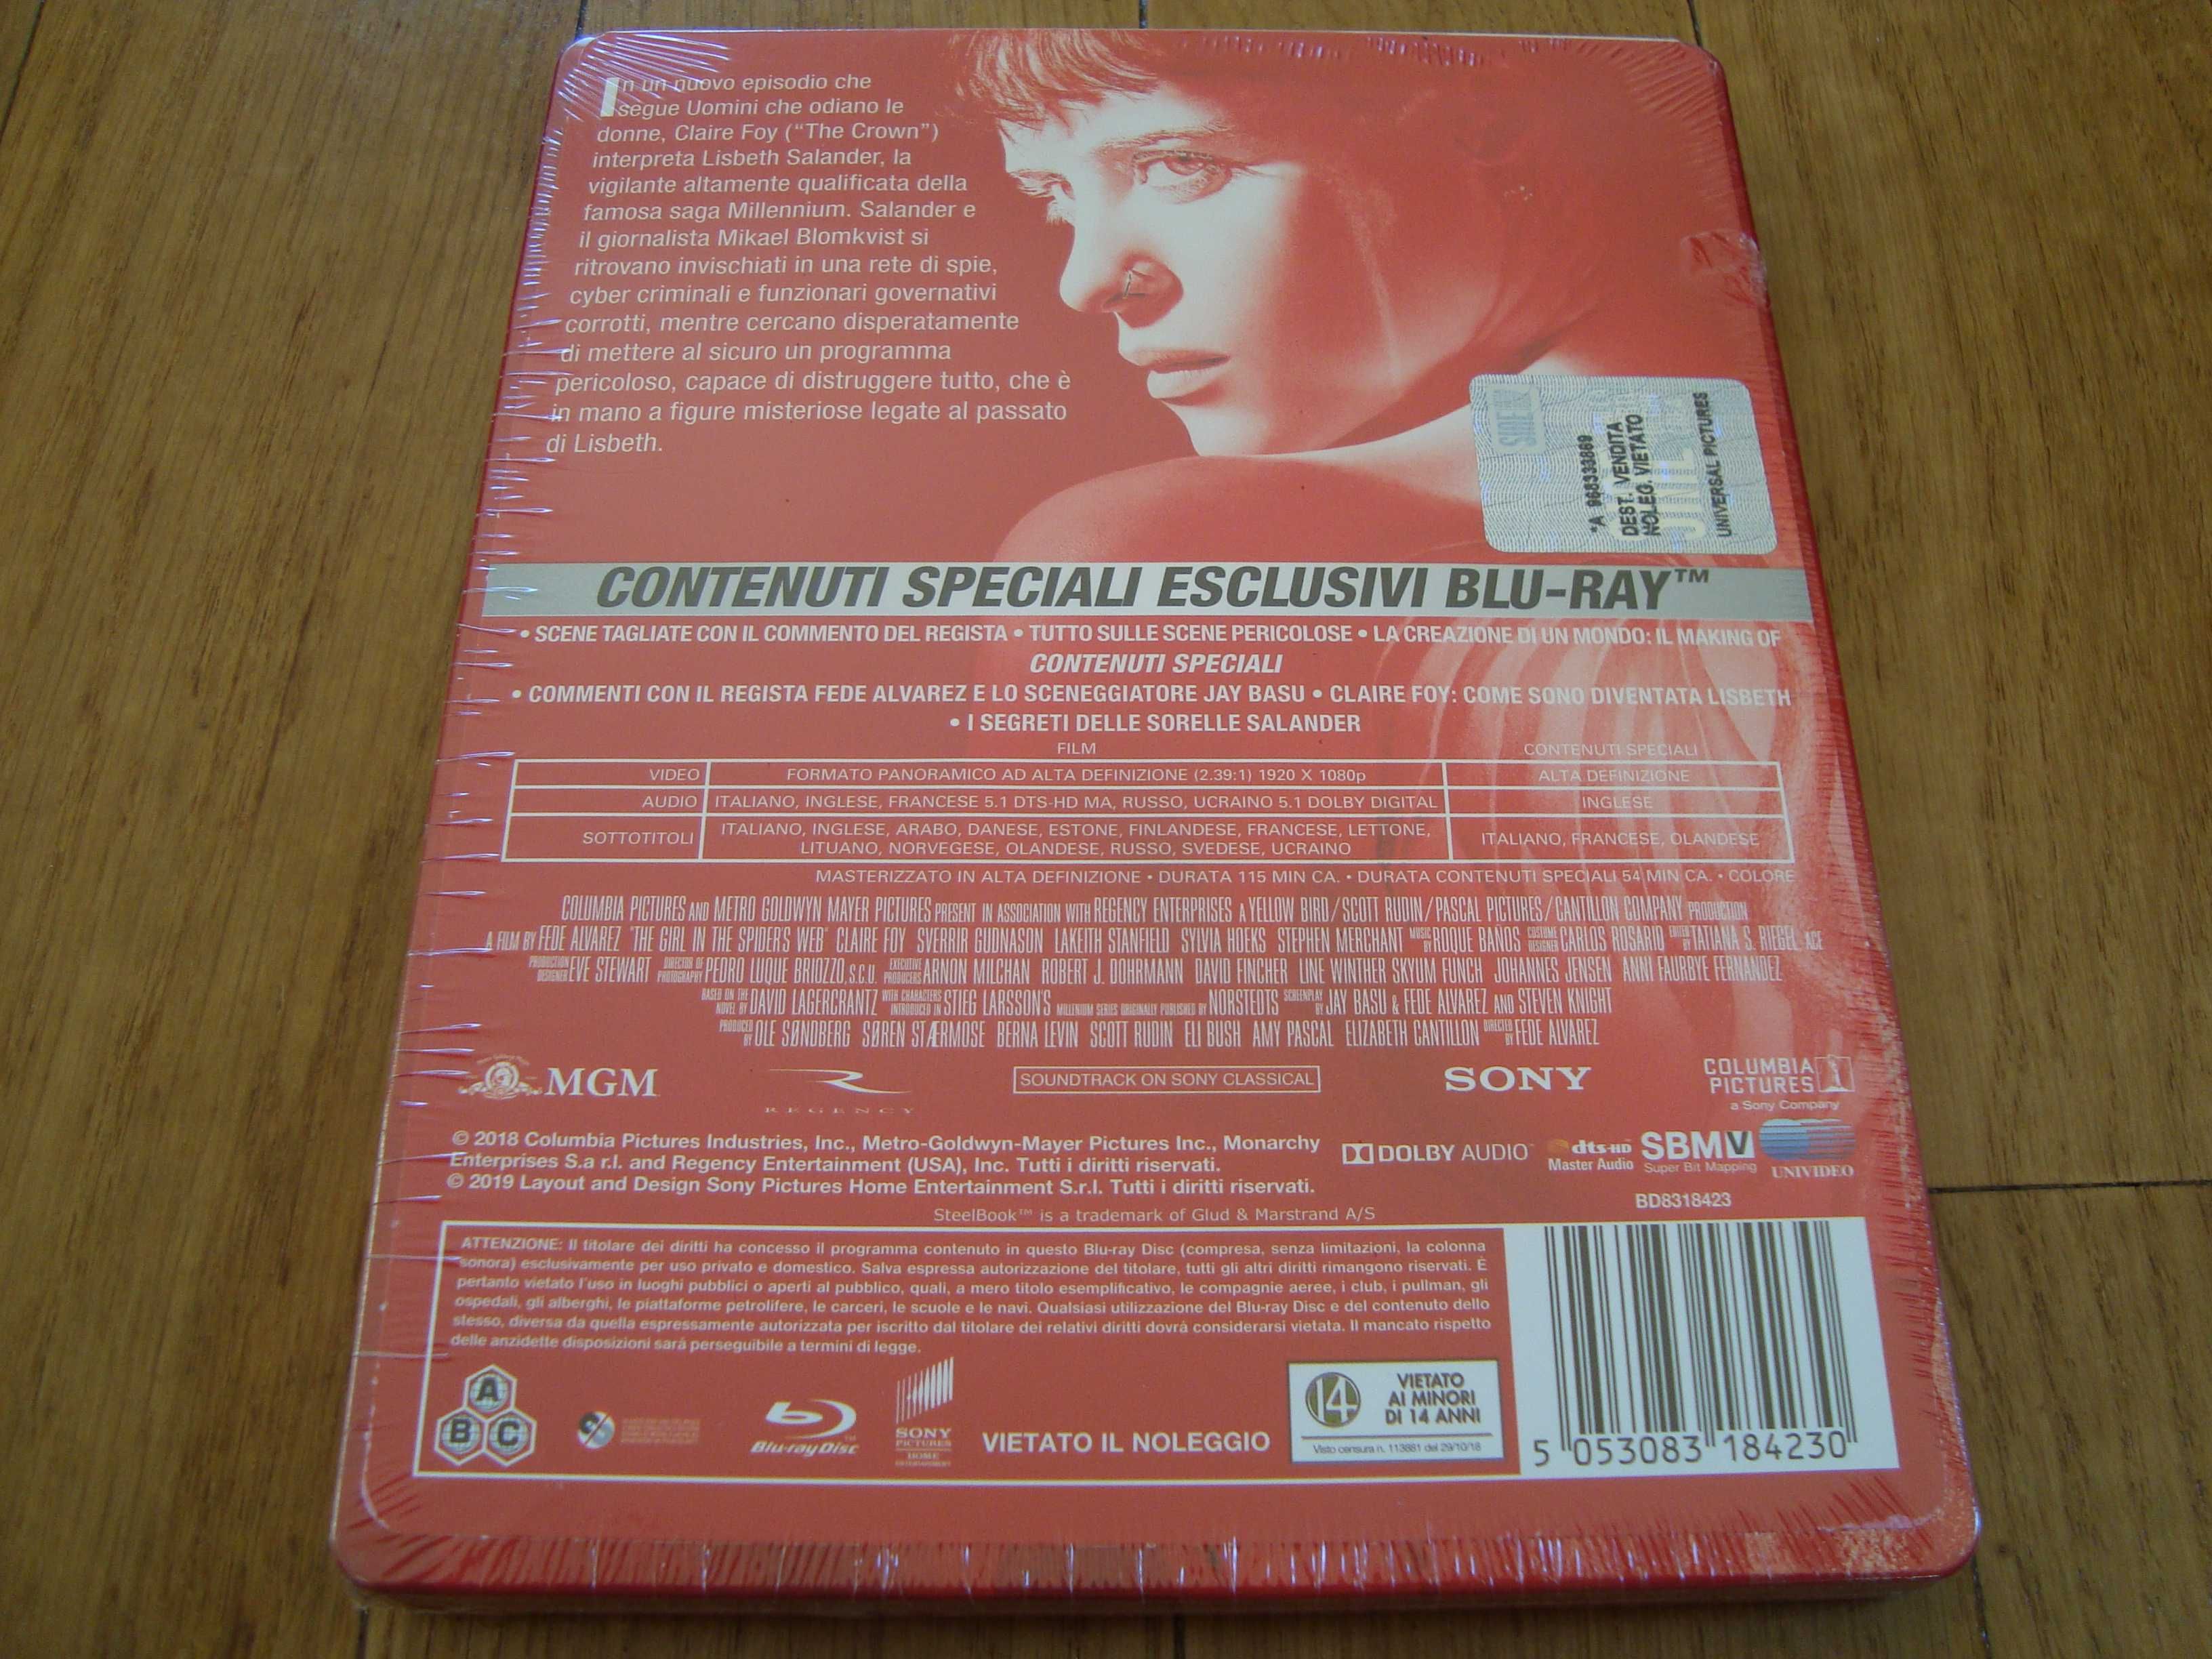 In un nuovo episodio che
segue Uomini che odiano le
donne, Claire Foy (“The Crown”)
interpreta Lisbeth Salander, la
vigilante altamente qualificata della
famosa saga Millennium. Salander e
il giornalista Mikael Blomkvist si
ritrovano invischiati in una rete di spie,
cyber criminali e funzionari governativi
corrotti, mentre cercano disperatamente
di mettere al sicuro un programma
pericoloso, capace di distruggere tutto, che è
in mano a figure misteriose legate al passato
di Lisbeth.
SIAE
*A 968333869
DEST. VENDITA
NOLEG. VIETATO
UNIVERSAL PICTURES
CONTENUTI SPECIALI ESCLUSIVI BLU-RAY™
• SCENE TAGLIATE CON IL COMMENTO DEL REGISTA • TUTTO SULLE SCENE PERICOLOSE • LA CREAZIONE DI UN MONDO: IL MAKING OF
CONTENUTI SPECIALI
• COMMENTI CON IL REGISTA FEDE ALVAREZ E LO SCENEGGIATORE JAY BASU • CLAIRE FOY: COME SONO DIVENTATA LISBETH
• I SEGRETI DELLE SORELLE SALANDER
FILM CONTENUTI SPECIALI
VIDEO FORMATO PANORAMICO AD ALTA DEFINIZIONE (2.39:1) 1920 X 1080p ALTA DEFINIZIONE
AUDIO ITALIANO, INGLESE, FRANCESE 5.1 DTS-HD MA, RUSSO, UCRAINO 5.1 DOLBY DIGITAL INGLESE
SOTTOTITOLI ITALIANO, INGLESE, ARABO, DANESE, ESTONE, FINLANDESE, FRANCESE, LETTONE,
LITUANO, NORVEGESE, OLANDESE, RUSSO, SVEDESE, UCRAINO ITALIANO, FRANCESE, OLANDESE
MASTERIZZATO IN ALTA DEFINIZIONE • DURATA 115 MIN CA. • DURATA CONTENUTI SPECIALI 54 MIN CA. • COLORE
COLUMBIA PICTURES AND METRO GOLDWYN MAYER PICTURES PRESENT IN ASSOCIATION WITH REGENCY ENTERPRISES A YELLOW BIRD/SCOTT RUDIN/PASCAL PICTURES/CANTILLON COMPANY PRODUCTION
A FILM BY FEDE ALVAREZ "THE GIRL IN THE SPIDER'S WEB" CLAIRE FOY SVERRIR GUDNASON LAKEITH STANFIELD SYLVIA HOEKS STEPHEN MERCHANT MUSIC BY ROQUE BAÑOS COSTUME DESIGNER CARLOS ROSARIO EDITED BY TATIANA S. RIEGEL, ACE
PRODUCTION DESIGNER EVE STEWART DIRECTOR OF PHOTOGRAPHY PEDRO LUQUE BRIOZZO, S.C.U. EXECUTIVE PRODUCERS ARNON MILCHAN ROBERT J. DOHRMANN DAVID FINCHER LINE WINTHER SKYUM FUNCH JOHANNES JENSEN ANNI FAURBYE FERNANDEZ
BASED ON THE NOVEL BY DAVID LAGERCRANTZ WITH CHARACTERS INTRODUCED IN STIEG LARSSON'S MILLENIUM SERIES ORIGINALLY PUBLISHED BY NORSTEDTS SCREENPLAY BY JAY BASU & FEDE ALVAREZ AND STEVEN KNIGHT
PRODUCED BY OLE SØNDBERG SØREN STÆRMOSE BERNA LEVIN SCOTT RUDIN ELI BUSH AMY PASCAL ELIZABETH CANTILLON DIRECTED BY FEDE ALVAREZ
MGM REGENCY SOUNDTRACK ON SONY CLASSICAL SONY COLUMBIA PICTURES
a Sony Company
© 2018 Columbia Pictures Industries, Inc., Metro-Goldwyn-Mayer Pictures Inc., Monarchy
Enterprises S.a r.l. and Regency Entertainment (USA), Inc. Tutti i diritti riservati.
© 2019 Layout and Design Sony Pictures Home Entertainment S.r.l. Tutti i diritti riservati.
DOLBY AUDIO™ dts-HD Master Audio SBMV Super Bit Mapping UNIVIDEO
SteelBook™ is a trademark of Glud & Marstrand A/S
BD8318423
ATTENZIONE: Il titolare dei diritti ha concesso il programma contenuto in questo Blu-ray Disc (compresa, senza limitazioni, la colonna
sonora) esclusivamente per uso privato e domestico. Salva espressa autorizzazione del titolare, tutti gli altri diritti rimangono riservati. È
pertanto vietato l'uso in luoghi pubblici o aperti al pubblico, quali, a mero titolo esemplificativo, le compagnie aeree, i club, i pullman, gli
ospedali, gli alberghi, le piattaforme petrolifere, le carceri, le scuole e le navi. Qualsiasi utilizzazione del Blu-ray Disc e del contenuto dello
stesso, diversa da quella espressamente autorizzata per iscritto dal titolare dei relativi diritti dovrà considerarsi vietata. Il mancato rispetto
delle anzidette disposizioni sarà perseguibile a termini di legge.
A
B C
Blu-ray Disc™
SONY
PICTURES
HOME
ENTERTAINMENT
VIETATO IL NOLEGGIO
14
VIETATO
AI MINORI
DI 14 ANNI
Visto censura n. 113881 del 29/10/18
5 053083 184230